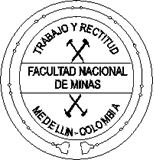 TRABAJO Y RECTITUD
FACULTAD NACIONAL
DE MINAS
MEDELLIN-COLOMBIA